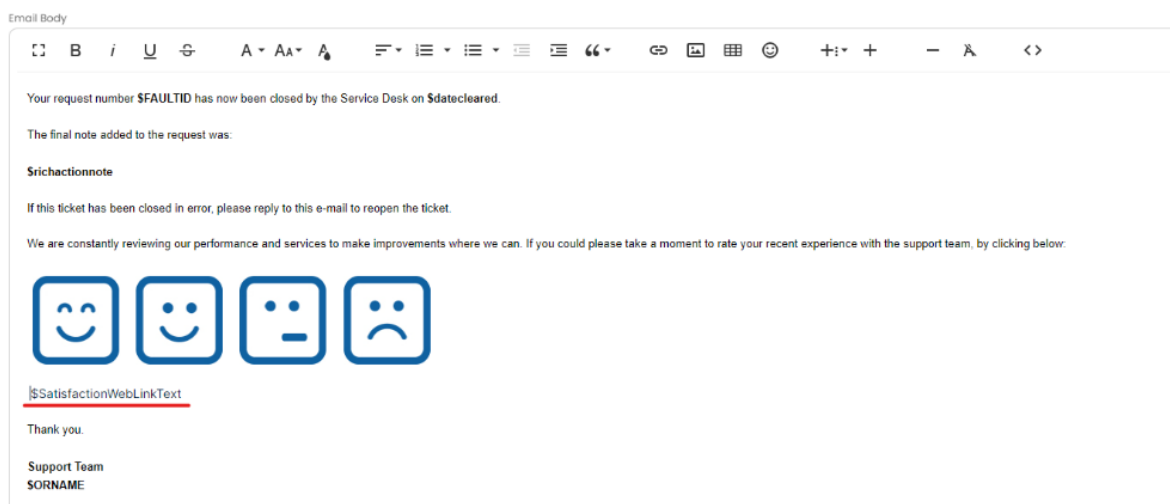 Email Body
Your request number $FAULTID has now been closed by the Service Desk on $datecleared.
The final note added to the request was:
$richactionnote
If this ticket has been closed in error, please reply to this e-mail to reopen the ticket.
We are constantly reviewing our performance and services to make improvements where we can. If you could please take a moment to rate your recent experience with the support team, by clicking below:
$SatisfactionWebLinkText
Thank you.
Support Team
$ORNAME